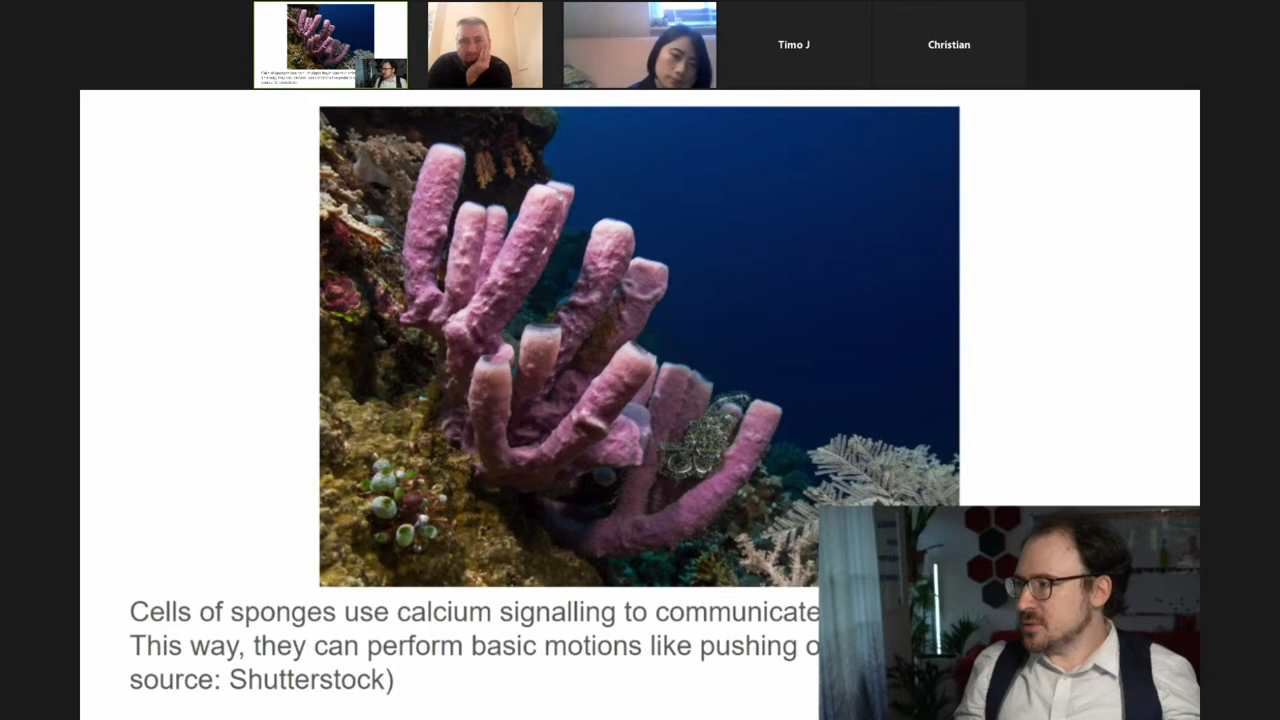 Timo J
Christian
Cells of sponges use calcium signalling to communicate
This way, they can perform basic motions like pushing
source: Shutterstock)